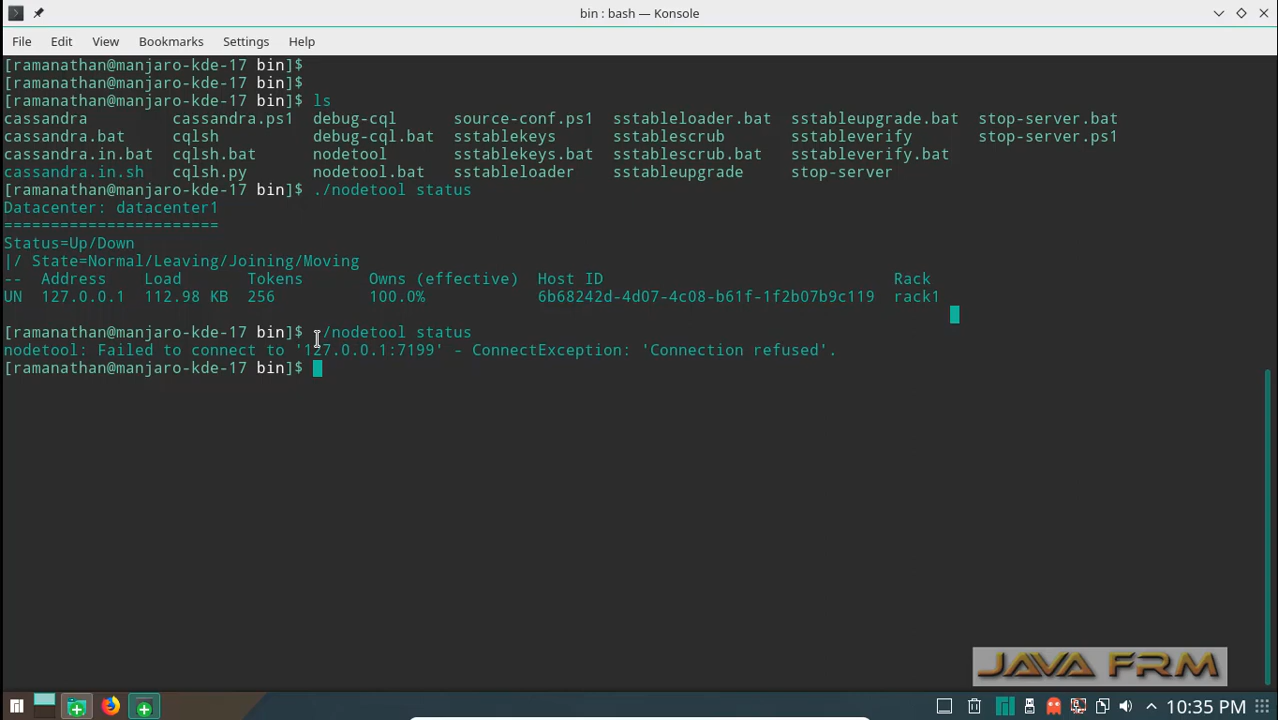 bin : bash — Konsole
File Edit View Bookmarks Settings Help
[ramanathan@manjaro-kde-17 bin]$
[ramanathan@manjaro-kde-17 bin]$
[ramanathan@manjaro-kde-17 bin]$ ls
cassandra cassandra.ps1 debug-cql source-conf.ps1 sstableloader.bat sstableupgrade.bat stop-server.bat
cassandra.bat cqlsh debug-cql.bat sstablekeys sstablescrub sstableverify stop-server.ps1
cassandra.in.bat cqlsh.bat nodetool sstablekeys.bat sstablescrub.bat sstableverify.bat
cassandra.in.sh cqlsh.py nodetool.bat sstableloader sstableupgrade stop-server
[ramanathan@manjaro-kde-17 bin]$ ./nodetool status
Datacenter: datacenter1
=======================
Status=Up/Down
|/ State=Normal/Leaving/Joining/Moving
-- Address Load Tokens Owns (effective) Host ID Rack
UN 127.0.0.1 112.98 KB 256 100.0% 6b68242d-4d07-4c08-b61f-1f2b07b9c119 rack1
[ramanathan@manjaro-kde-17 bin]$ ./nodetool status
nodetool: Failed to connect to '127.0.0.1:7199' - ConnectException: 'Connection refused'.
[ramanathan@manjaro-kde-17 bin]$
JAVA FRM
10:35 PM